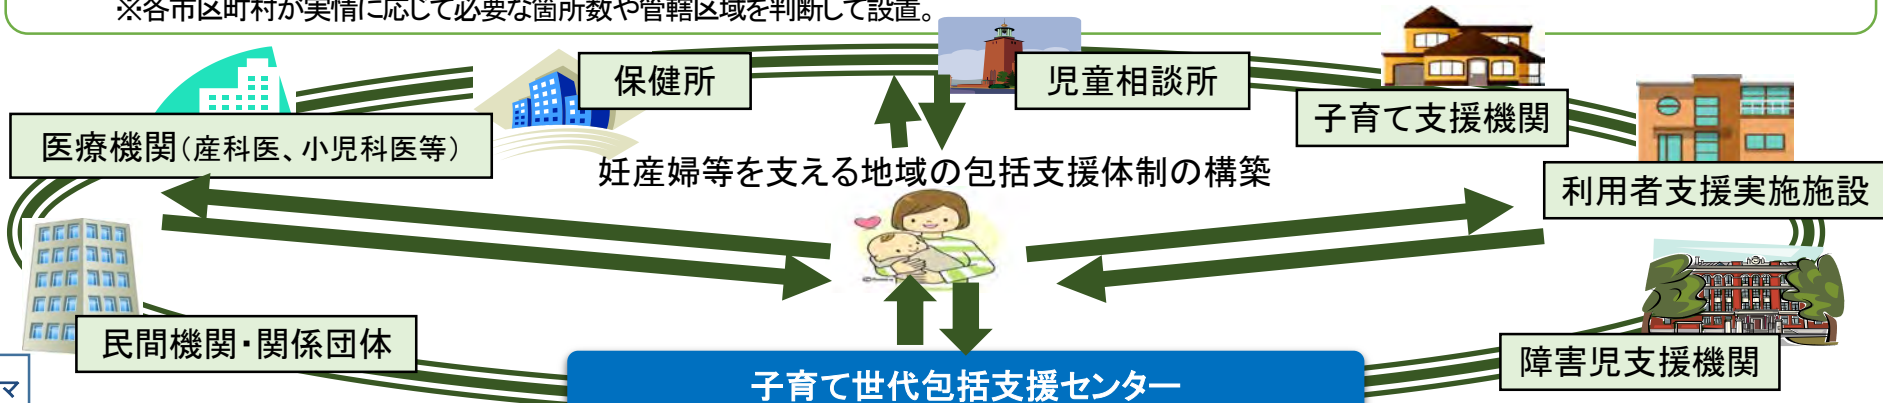 ※各市区町村が実情に応じて必要な箇所数や管轄区域を判断して設置。
保健所
児童相談所
子育て支援機関
医療機関（産科医、小児科医等）
妊産婦等を支える地域の包括支援体制の構築
利用者支援実施施設
民間機関・関係団体
障害児支援機関
子育て世代包括支援センター
マ